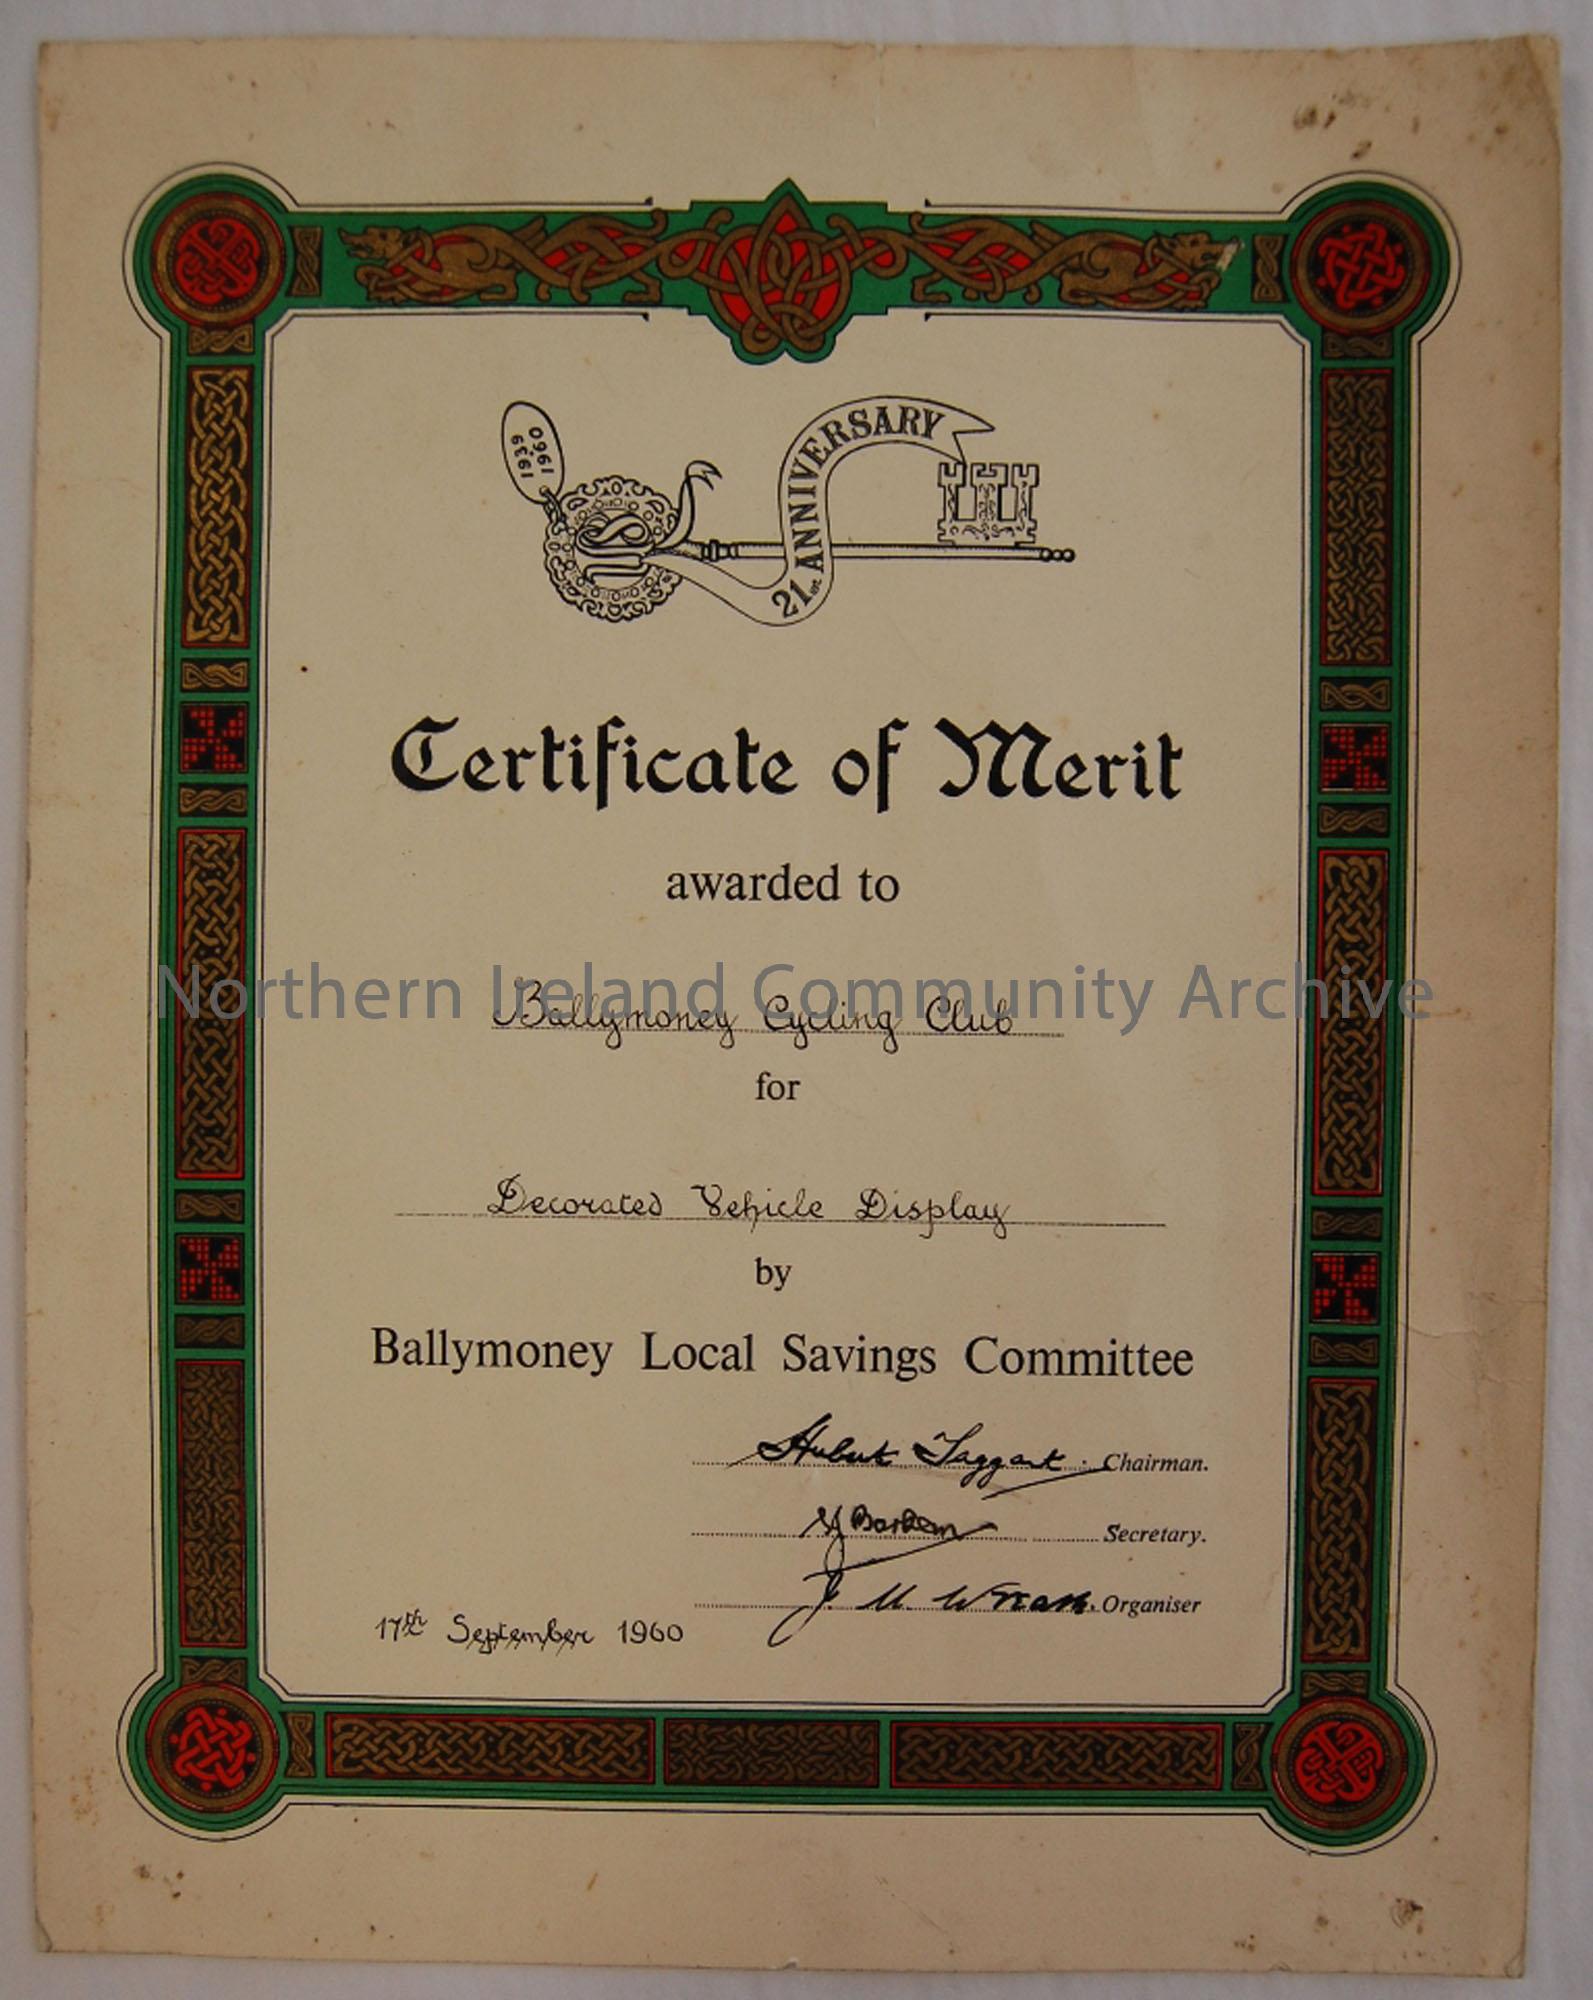 1939
1960
21st ANNIVERSARY
Certificate of Merit
awarded to
Northern Ireland Community Archive
Ballymoney Cycling Club
for
Decorated Vehicle Display
by
Ballymoney Local Savings Committee
Hubert Taggart Chairman.
Secretary.
J. M. Organiser
17th September 1960